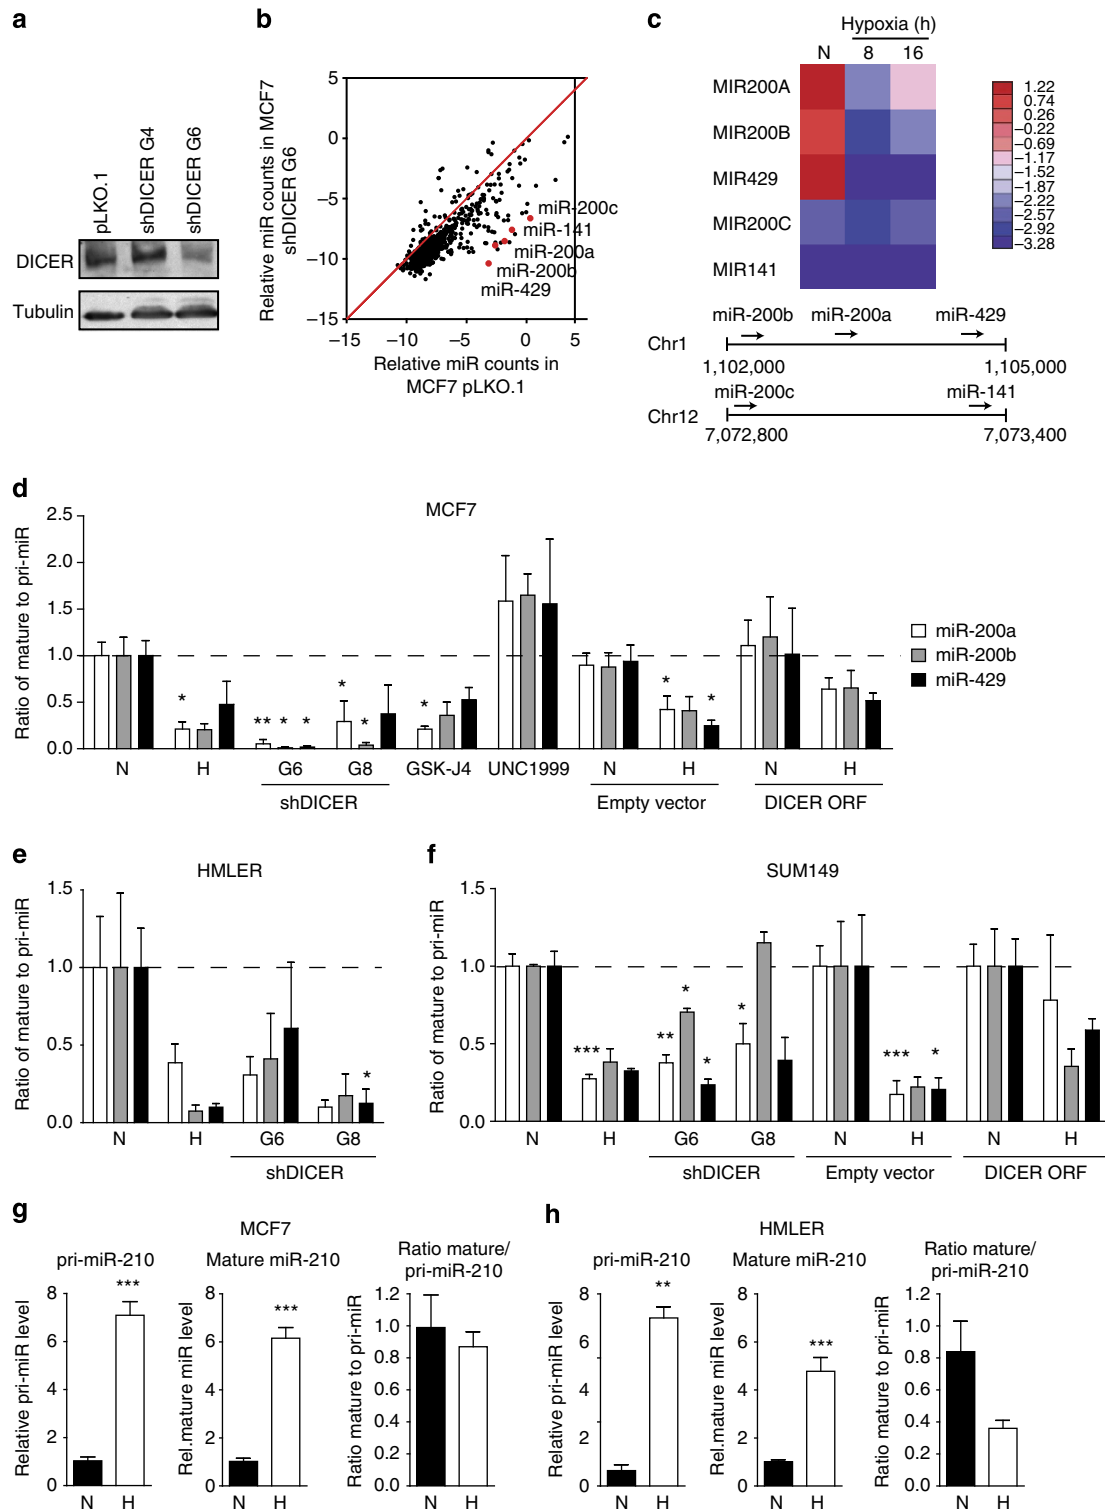 a
pLKO.1
shDICER G4
shDICER G6
DICER
Tubulin
b
Relative miR counts in MCF7
shDICER G6
5
0
−5
−10
−15
miR-200c
miR-141
miR-200a
miR-200b
miR-429
−15
−10
−5
0
5
Relative miR counts in
MCF7 pLKO.1
c
Hypoxia (h)
N
8
16
MIR200A
MIR200B
MIR429
MIR200C
MIR141
1.22
0.74
0.26
−0.22
−0.69
−1.17
−1.52
−1.87
−2.22
−2.57
−2.92
−3.28
miR-200b
miR-200a
miR-429
Chr1
1,102,000
1,105,000
miR-200c
miR-141
Chr12
7,072,800
7,073,400
d
MCF7
Ratio of mature to pri-miR
2.5
2.0
1.5
1.0
0.5
0.0
*
**
*
*
*
*
*
*
*
miR-200a
miR-200b
miR-429
N
H
G6
G8
GSK-J4
UNC1999
N
H
N
H
shDICER
Empty vector
DICER ORF
e
HMLER
Ratio of mature to pri-miR
1.5
1.0
0.5
0.0
*
N
H
G6
G8
shDICER
f
SUM149
Ratio of mature to pri-miR
1.5
1.0
0.5
0.0
***
**
*
*
*
***
*
N
H
G6
G8
N
H
N
H
shDICER
Empty vector
DICER ORF
g
MCF7
pri-miR-210
***
Relative pri-miR level
8
6
4
2
0
N
H
Mature miR-210
***
Rel.mature miR level
8
6
4
2
0
N
H
Ratio mature/
pri-miR-210
Ratio mature to pri-miR
1.2
1.0
0.8
0.6
0.4
0.2
0.0
N
H
h
HMLER
pri-miR-210
**
Relative pri-miR level
8
6
4
2
0
N
H
Mature miR-210
***
Rel.mature miR level
8
6
4
2
0
N
H
Ratio mature/
pri-miR-210
Ratio mature to pri-miR
1.2
1.0
0.8
0.6
0.4
0.2
0.0
N
H